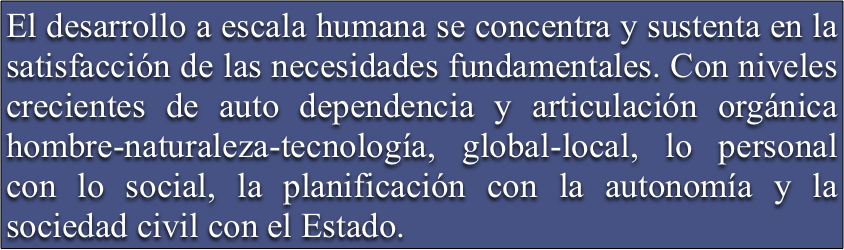 El desarrollo a escala humana se concentra y sustenta en la
satisfacción de las necesidades fundamentales. Con niveles
crecientes de auto dependencia y articulación orgánica
hombre-naturaleza-tecnología, global-local, lo personal
con lo social, la planificación con la autonomía y la
sociedad civil con el Estado.